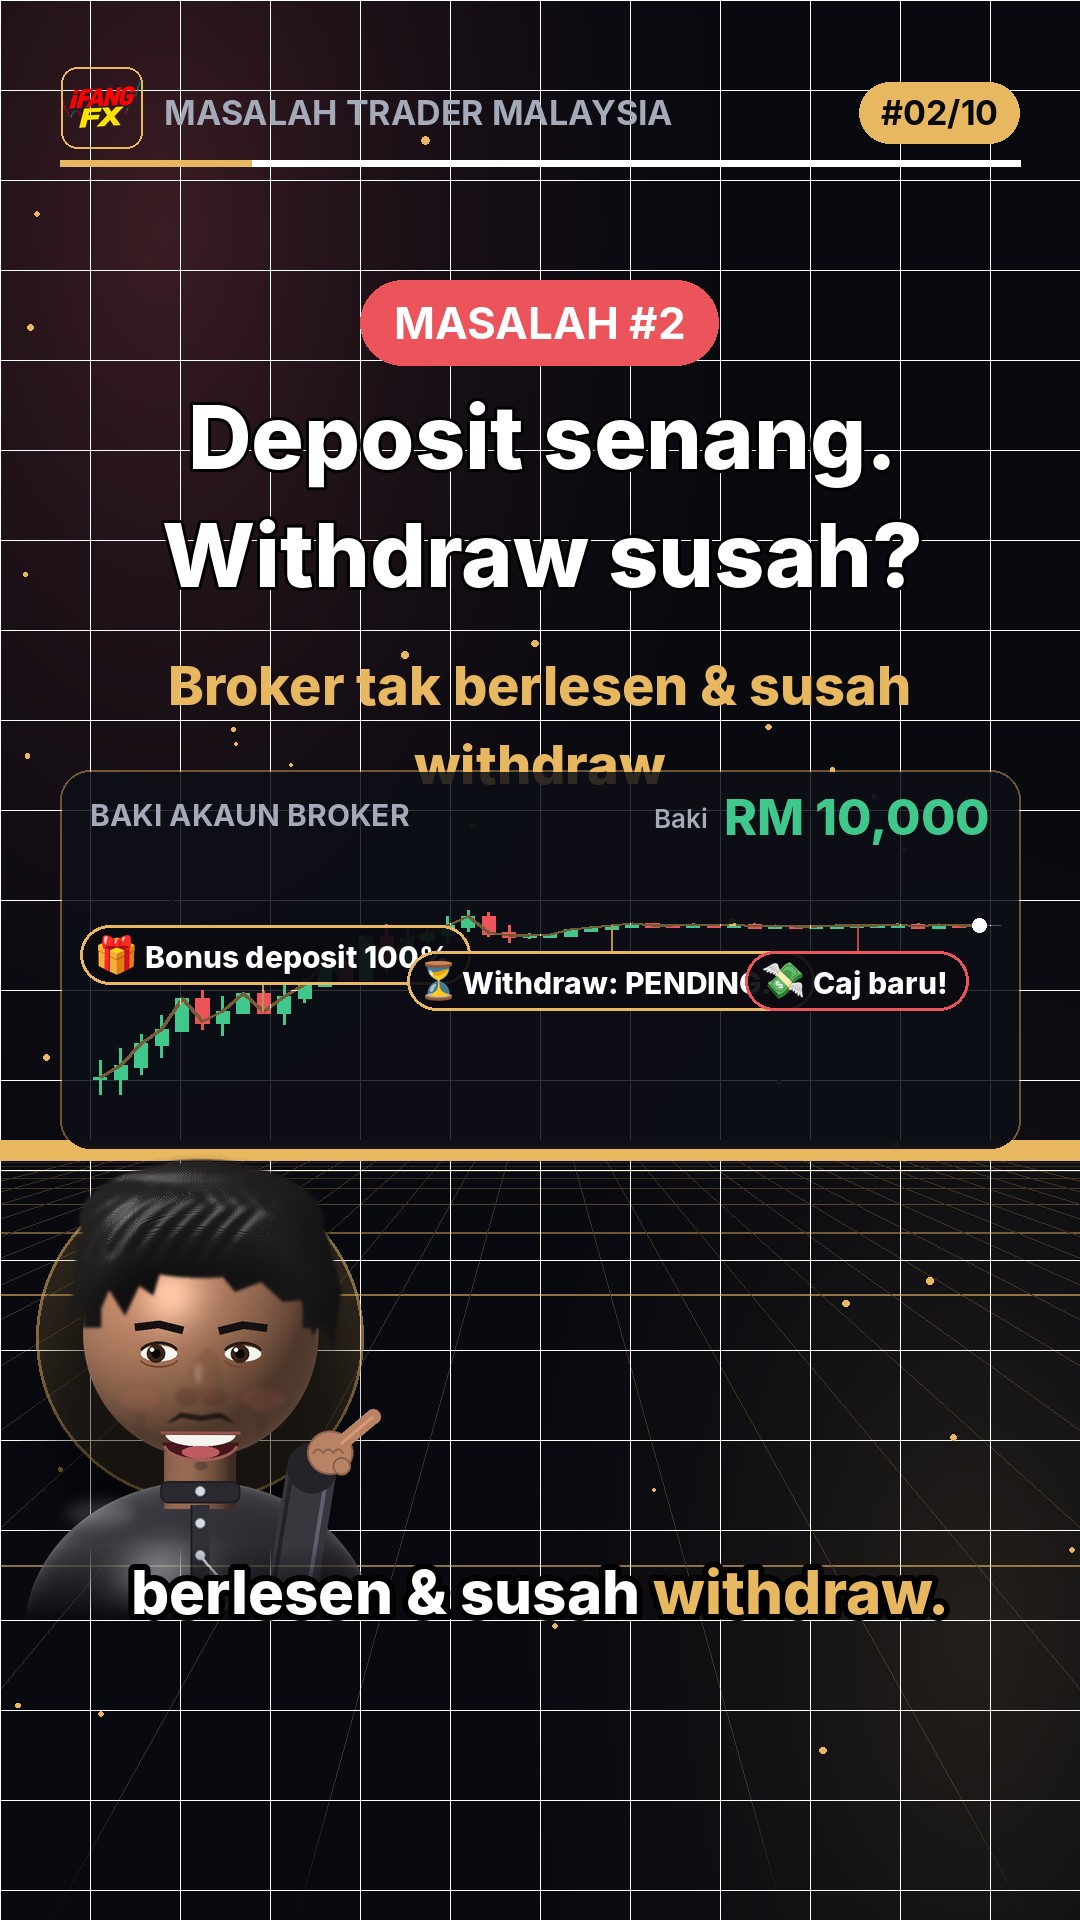 iFANG
FX
MASALAH TRADER MALAYSIA
#02/10
MASALAH #2
Deposit senang.
Withdraw susah?
Broker tak berlesen & susah
withdraw
BAKI AKAUN BROKER
Baki RM 10,000
Bonus deposit 100%
Withdraw: PENDING
Caj baru!
berlesen & susah withdraw.